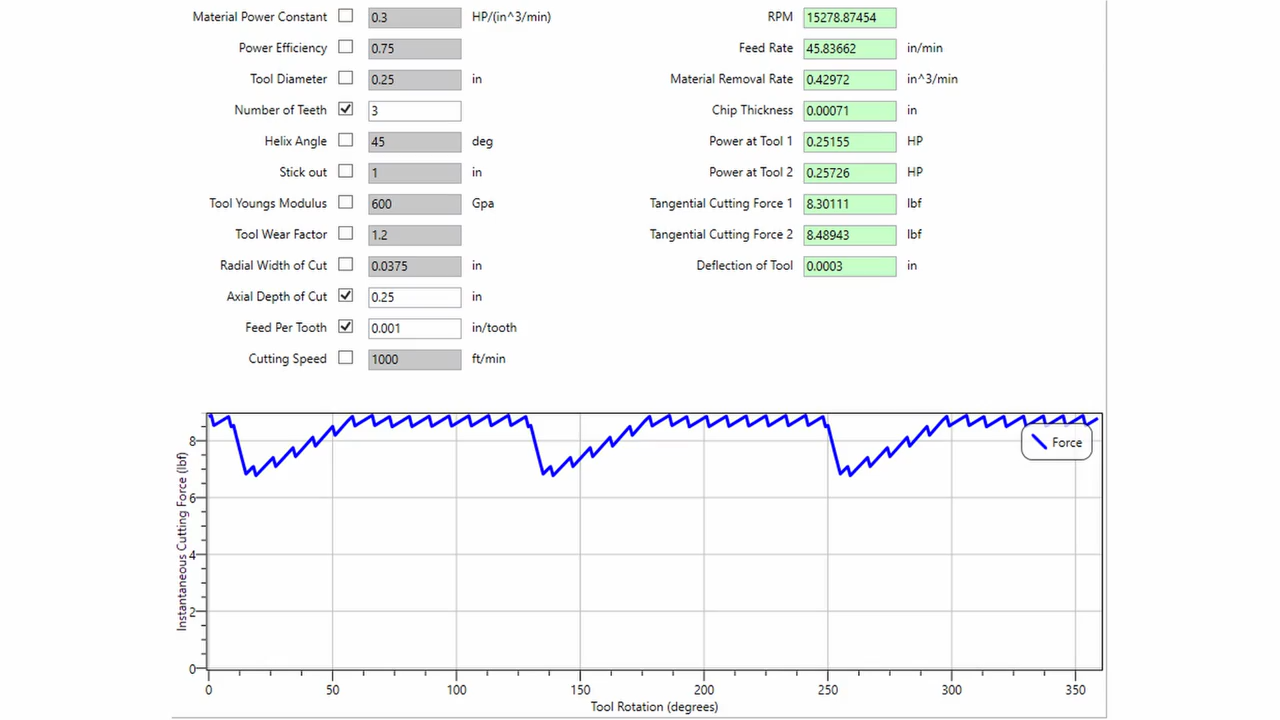 Material Power Constant 0.3 HP/(in^3/min) RPM 15278.87454
Power Efficiency 0.75 Feed Rate 45.83662 in/min
Tool Diameter 0.25 in Material Removal Rate 0.42972 in^3/min
Number of Teeth 3 Chip Thickness 0.00071 in
Helix Angle 45 deg Power at Tool 1 0.25155 HP
Stick out 1 in Power at Tool 2 0.25726 HP
Tool Youngs Modulus 600 Gpa Tangential Cutting Force 1 8.30111 lbf
Tool Wear Factor 1.2 Tangential Cutting Force 2 8.48943 lbf
Radial Width of Cut 0.0375 in Deflection of Tool 0.0003 in
Axial Depth of Cut 0.25 in
Feed Per Tooth 0.001 in/tooth
Cutting Speed 1000 ft/min
Instantaneous Cutting Force (lbf)
8
6
4
2
0
Force
0 50 100 150 200 250 300 350
Tool Rotation (degrees)